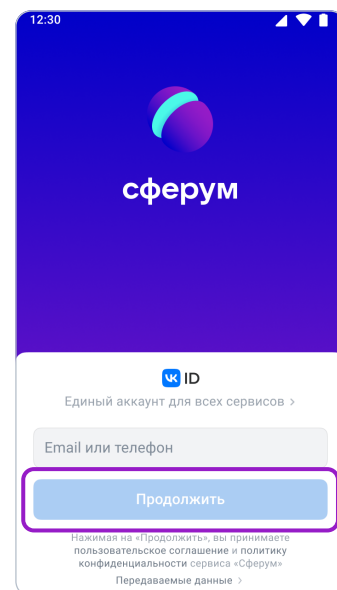 12:30
сферум
VK ID
Единый аккаунт для всех сервисов >
Email или телефон
Продолжить
Нажимая на «Продолжить», вы принимаете
пользовательское соглашение и политику
конфиденциальности сервиса «Сферум»
Передаваемые данные >